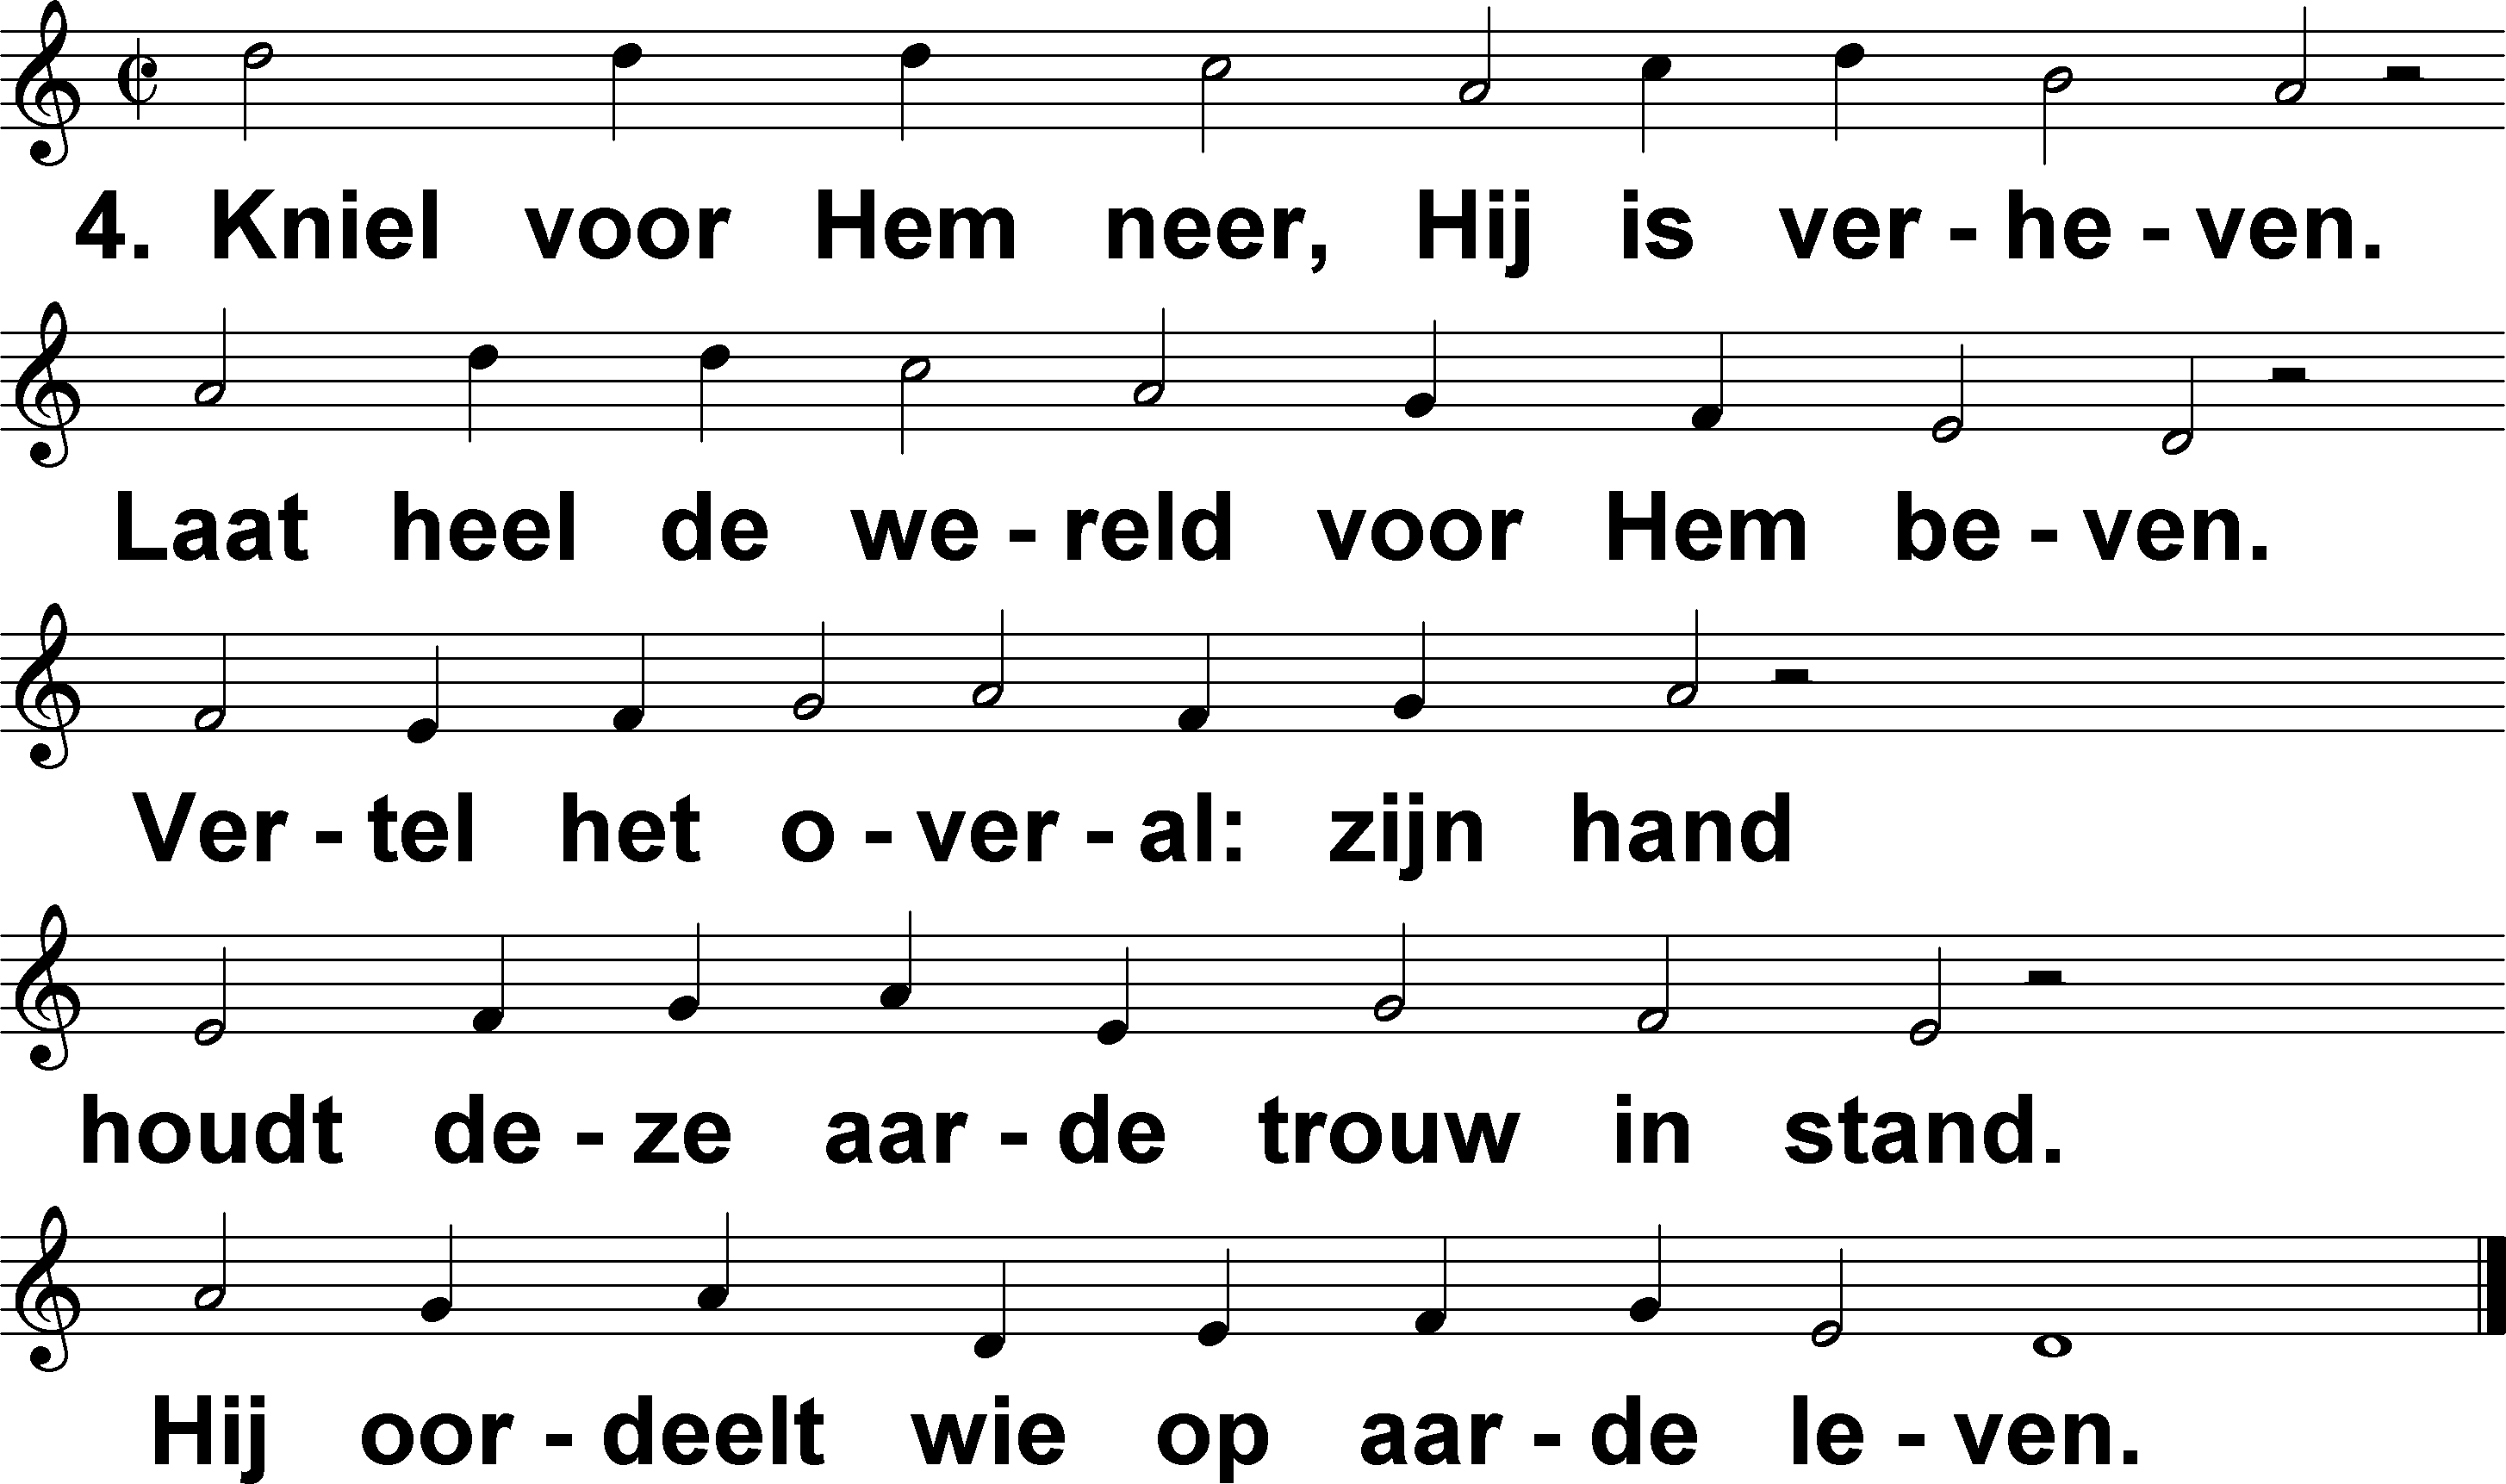 4. Kniel voor Hem neer, Hij is ver - he - ven.
Laat heel de we - reld voor Hem be - ven.
Ver - tel het o - ver - al: zijn hand
houdt de - ze aar - de trouw in stand.
Hij oor - deelt wie op aar - de le - ven.